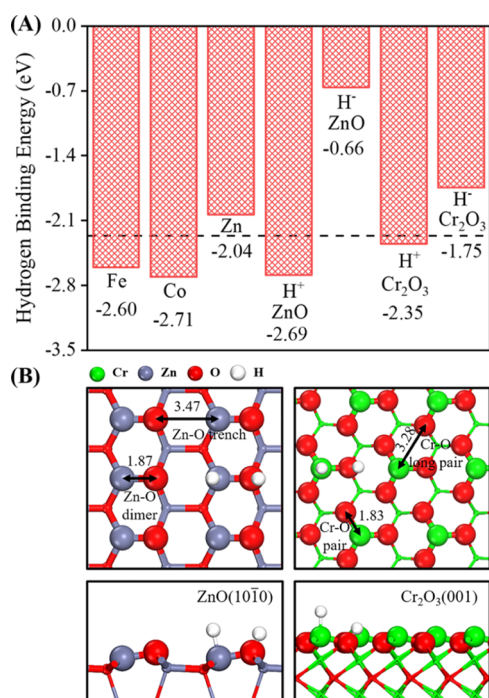 (A)
Hydrogen Binding Energy (eV)
0.0
-0.7
-1.4
-2.1
-2.8
-3.5
Fe
-2.60
Co
-2.71
Zn
-2.04
H⁺
ZnO
-2.69
H⁻
ZnO
-0.66
H⁺
Cr₂O₃
-2.35
H⁻
Cr₂O₃
-1.75
(B)
Cr Zn O H
3.47
Zn-O trench
1.87
Zn-O
dimer
3.28
Cr-O
long pair
1.83
Cr-O
pair
ZnO(101̅0)
Cr₂O₃(001)